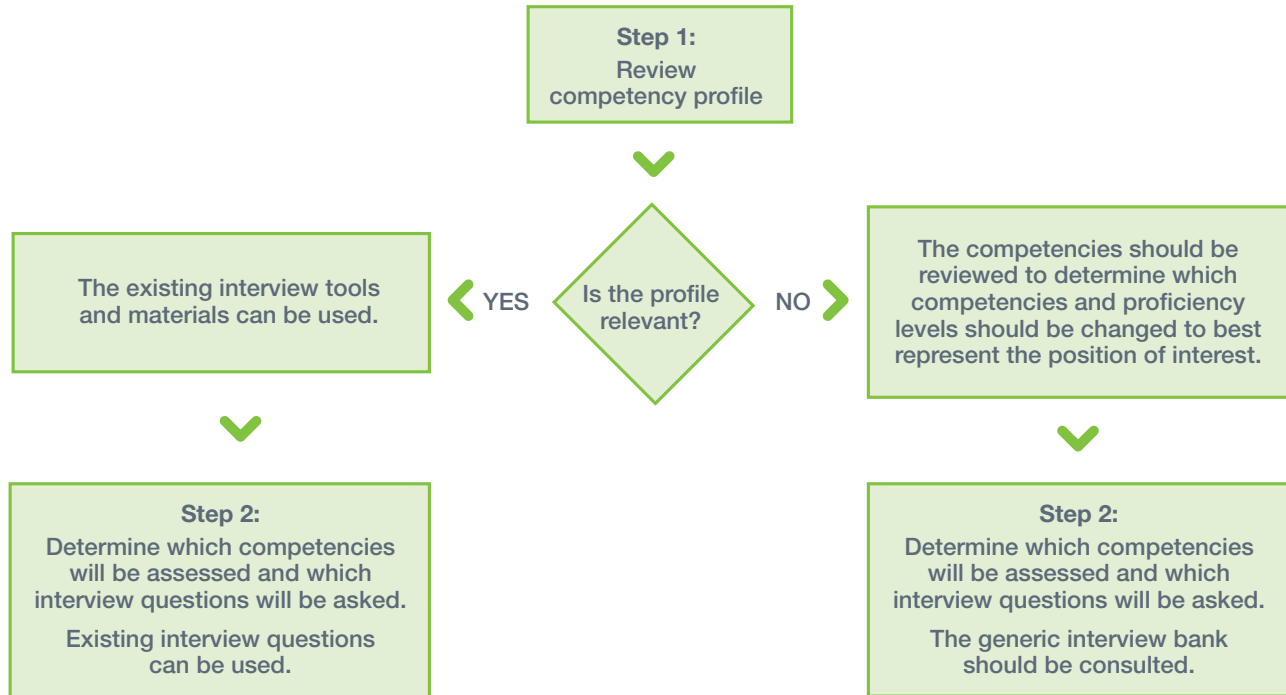 Step 1:
Review
competency profile
The existing interview tools
and materials can be used.
YES
Is the profile
relevant?
NO
The competencies should be
reviewed to determine which
competencies and proficiency
levels should be changed to best
represent the position of interest.
Step 2:
Determine which competencies
will be assessed and which
interview questions will be asked.
Existing interview questions
can be used.
Step 2:
Determine which competencies
will be assessed and which
interview questions will be asked.
The generic interview bank
should be consulted.